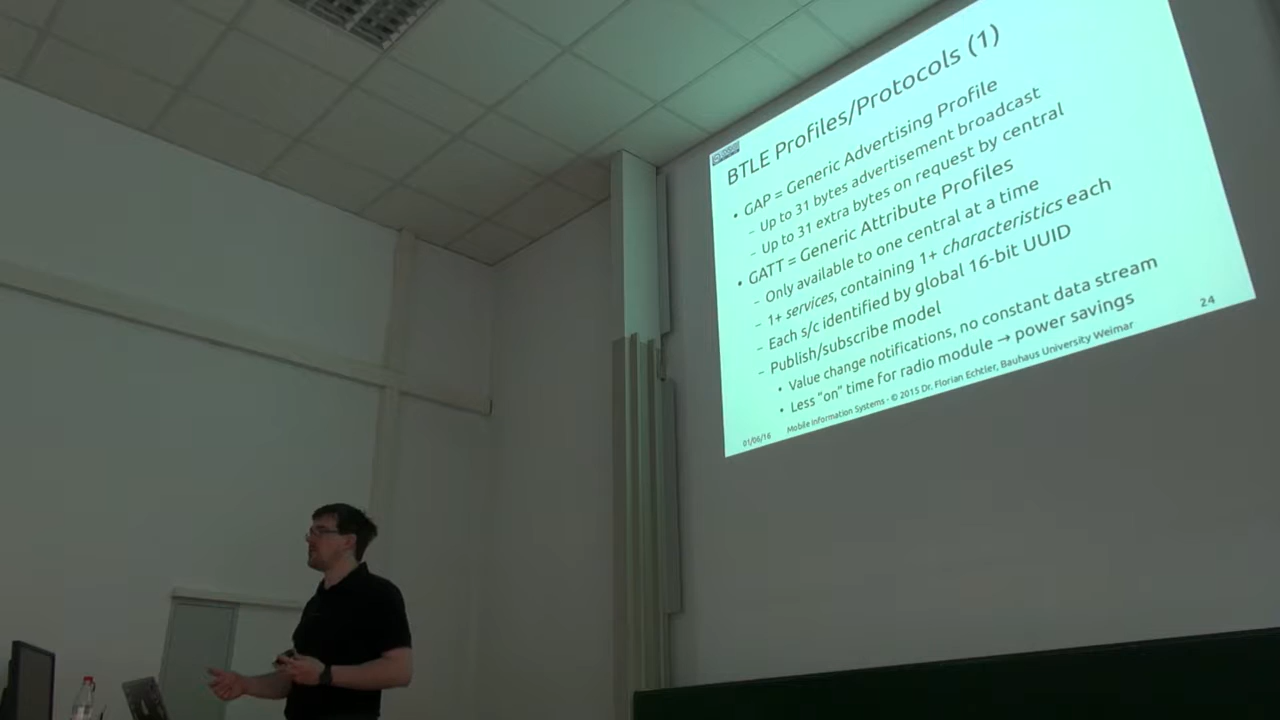 BTLE Profiles/Protocols (1)
• GAP = Generic Advertising Profile
– Up to 31 bytes advertisement broadcast
– Up to 31 extra bytes on request by central
• GATT = Generic Attribute Profiles
– Only available to one central at a time
– 1+ services, containing 1+ characteristics each
– Each s/c identified by global 16-bit UUID
– Publish/subscribe model
• Value change notifications, no constant data stream
• Less "on" time for radio module → power savings
01/06/16
Mobile Information Systems - © 2015 Dr. Florian Echtler, Bauhaus University Weimar
24